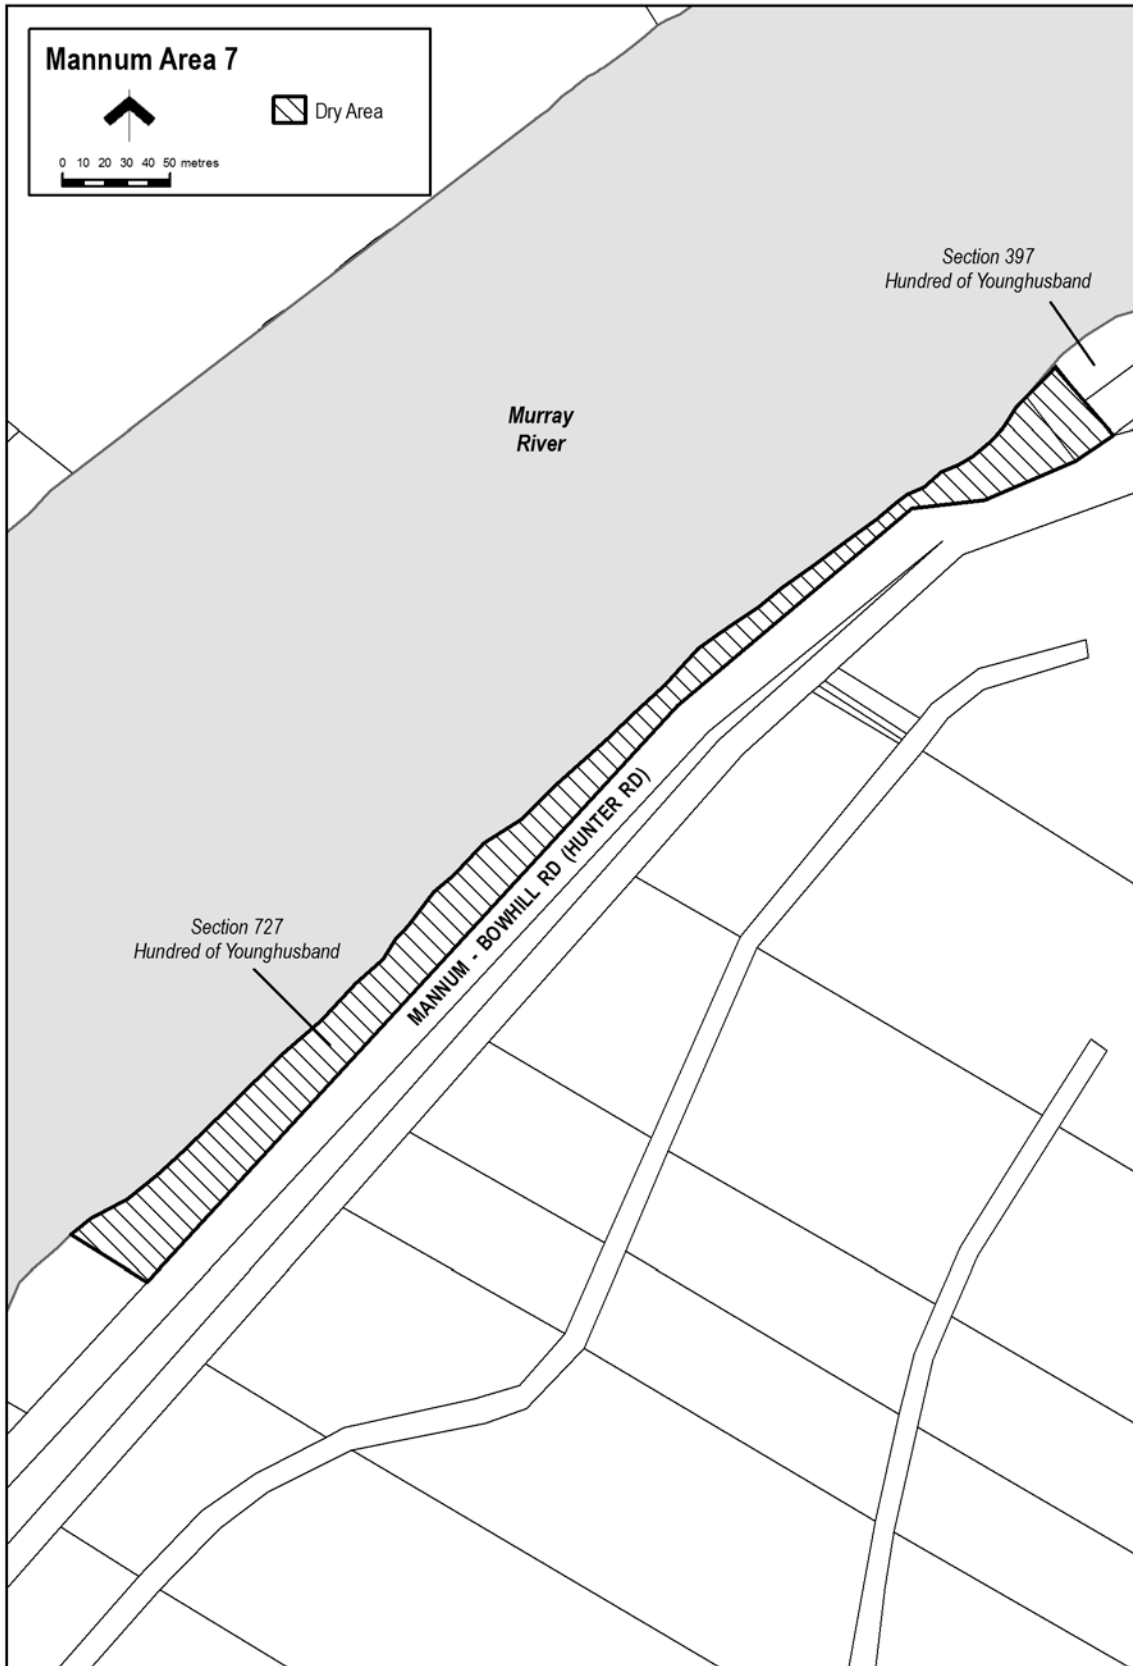 Mannum Area 7
Dry Area
0 10 20 30 40 50 metres
Section 397
Hundred of Younghusband
Murray
River
MANNUM - BOWHILL RD (HUNTER RD)
Section 727
Hundred of Younghusband